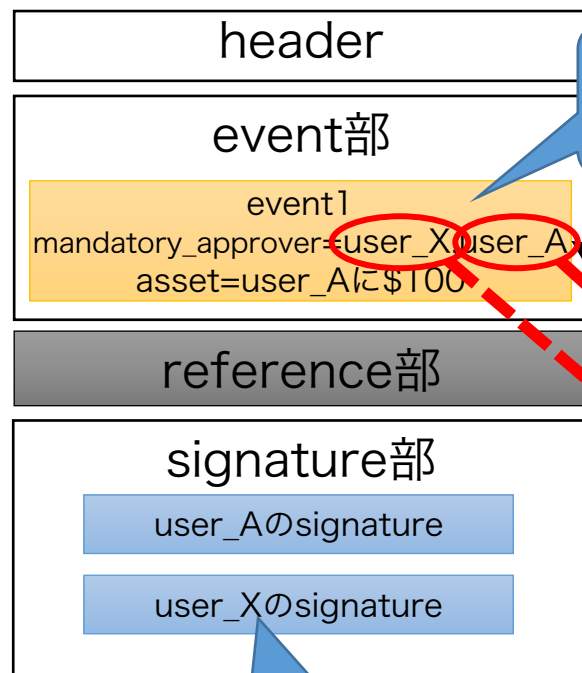 header
event部
event1
mandatory_approver=user_X,user_A
asset=user_Aに$100
reference部
signature部
user_Aのsignature
user_Xのsignature